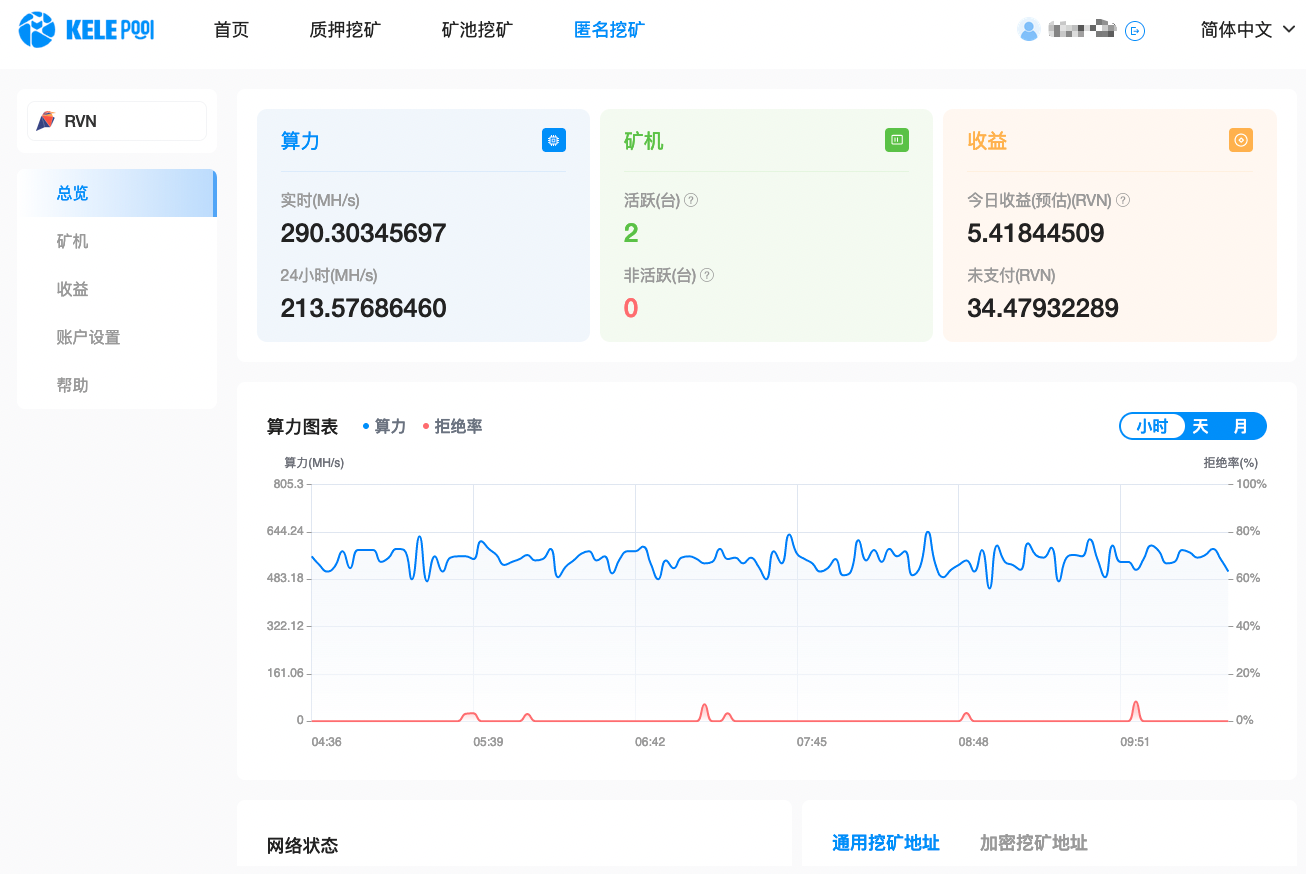 KELE POOl
首页
质押挖矿
矿池挖矿
匿名挖矿
简体中文
RVN
总览
矿机
收益
账户设置
帮助
算力
实时(MH/s)
290.30345697
24小时(MH/s)
213.57686460
矿机
活跃(台) ?
2
非活跃(台) ?
0
收益
今日收益(预估)(RVN) ?
5.41844509
未支付(RVN)
34.47932289
算力图表
算力
拒绝率
小时
天
月
算力(MH/s)
拒绝率(%)
805.3
644.24
483.18
322.12
161.06
0
100%
80%
60%
40%
20%
0%
04:36
05:39
06:42
07:45
08:48
09:51
网络状态
通用挖矿地址
加密挖矿地址